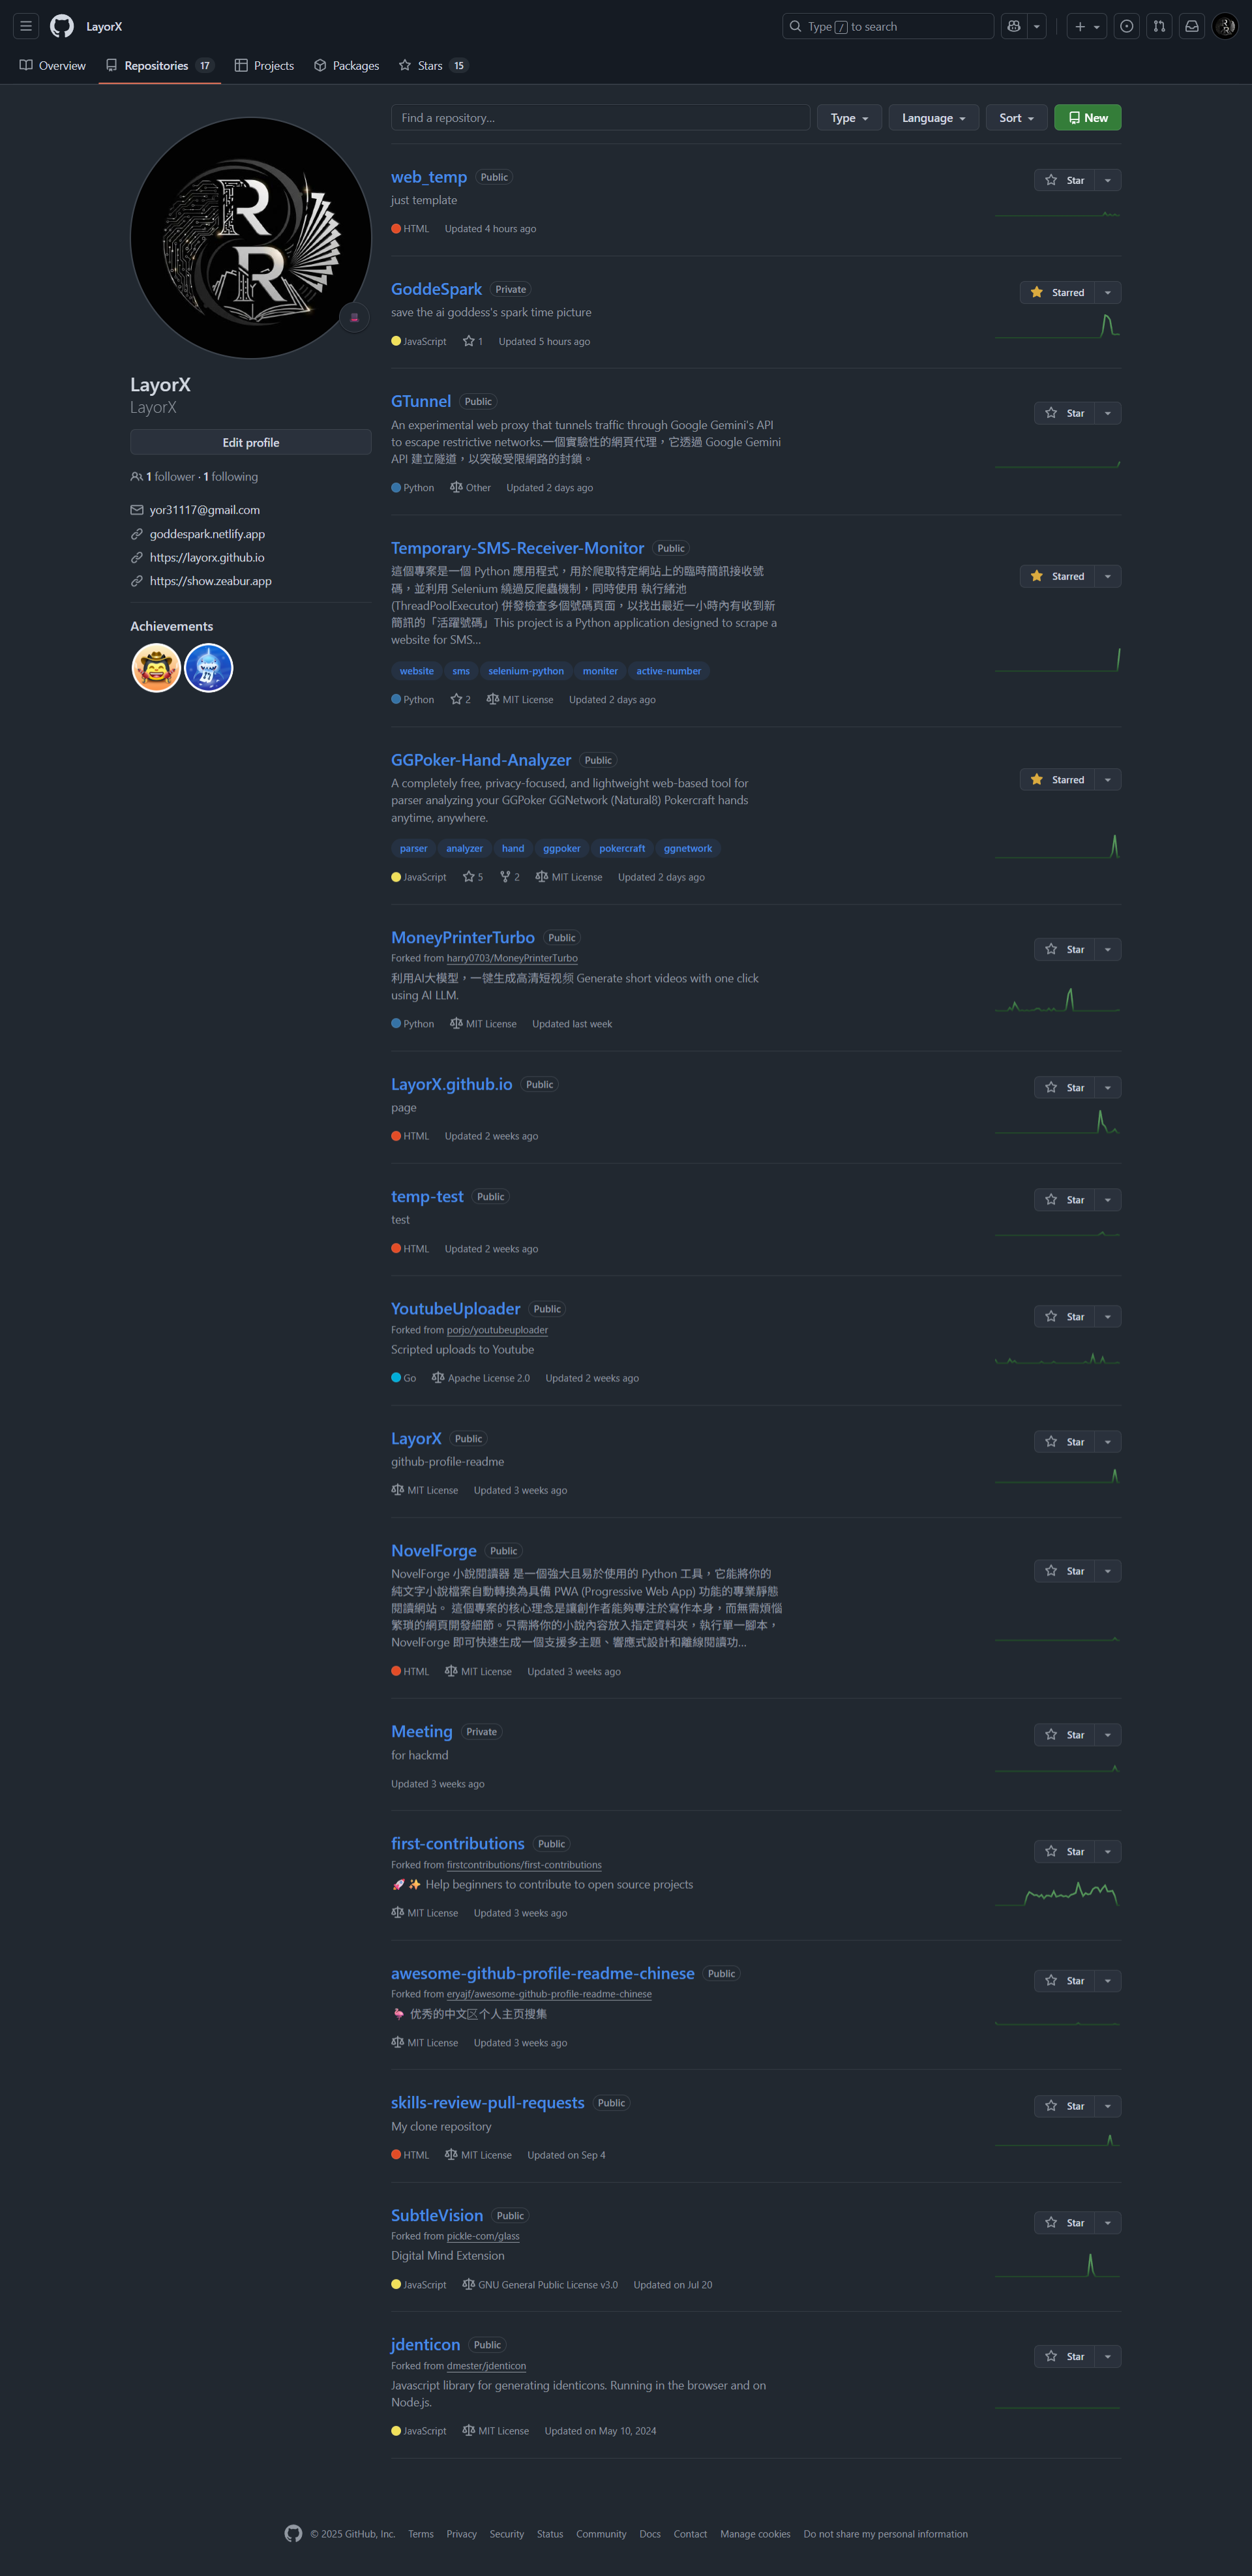 LayorX
Type / to search
Overview
Repositories 17
Projects
Packages
Stars 15
Find a repository...
Type
Language
Sort
New
R
R
LayorX
LayorX
Edit profile
1 follower · 1 following
yor31117@gmail.com
goddespark.netlify.app
https://layorx.github.io
https://show.zeabur.app
Achievements
web_temp Public
Star
just template
HTML Updated 4 hours ago
GoddeSpark Private
Starred
save the ai goddess's spark time picture
JavaScript 1 Updated 5 hours ago
GTunnel Public
Star
An experimental web proxy that tunnels traffic through Google Gemini's API
to escape restrictive networks.一個實驗性的網頁代理，它透過 Google Gemini
API 建立隧道，以突破受限網路的封鎖。
Python Other Updated 2 days ago
Temporary-SMS-Receiver-Monitor Public
Starred
這個專案是一個 Python 應用程式，用於爬取特定網站上的臨時簡訊接收號
碼，並利用 Selenium 繞過反爬蟲機制，同時使用 執行緒池
(ThreadPoolExecutor) 併發檢查多個號碼頁面，以找出最近一小時內有收到新
簡訊的「活躍號碼」This project is a Python application designed to scrape a
website for SMS...
website sms selenium-python moniter active-number
Python 2 MIT License Updated 2 days ago
GGPoker-Hand-Analyzer Public
Starred
A completely free, privacy-focused, and lightweight web-based tool for
parser analyzing your GGPoker GGNetwork (Natural8) Pokercraft hands
anytime, anywhere.
parser analyzer hand ggpoker pokercraft ggnetwork
JavaScript 5 2 MIT License Updated 2 days ago
MoneyPrinterTurbo Public
Star
Forked from harry0703/MoneyPrinterTurbo
利用AI大模型，一键生成高清短视频 Generate short videos with one click
using AI LLM.
Python MIT License Updated last week
LayorX.github.io Public
Star
page
HTML Updated 2 weeks ago
temp-test Public
Star
test
HTML Updated 2 weeks ago
YoutubeUploader Public
Star
Forked from porjo/youtubeuploader
Scripted uploads to Youtube
Go Apache License 2.0 Updated 2 weeks ago
LayorX Public
Star
github-profile-readme
MIT License Updated 3 weeks ago
NovelForge Public
Star
NovelForge 小說閱讀器 是一個強大且易於使用的 Python 工具，它能將你的
純文字小說檔案自動轉換為具備 PWA (Progressive Web App) 功能的專業靜態
閱讀網站。 這個專案的核心理念是讓創作者能夠專注於寫作本身，而無需煩惱
繁瑣的網頁開發細節。只需將你的小說內容放入指定資料夾，執行單一腳本，
NovelForge 即可快速生成一個支援多主題、響應式設計和離線閱讀功...
HTML MIT License Updated 3 weeks ago
Meeting Private
Star
for hackmd
Updated 3 weeks ago
first-contributions Public
Star
Forked from firstcontributions/first-contributions
🚀✨ Help beginners to contribute to open source projects
MIT License Updated 3 weeks ago
awesome-github-profile-readme-chinese Public
Star
Forked from eryajf/awesome-github-profile-readme-chinese
🦩 优秀的中文区个人主页搜集
MIT License Updated 3 weeks ago
skills-review-pull-requests Public
Star
My clone repository
HTML MIT License Updated on Sep 4
SubtleVision Public
Star
Forked from pickle-com/glass
Digital Mind Extension
JavaScript GNU General Public License v3.0 Updated on Jul 20
jdenticon Public
Star
Forked from dmester/jdenticon
Javascript library for generating identicons. Running in the browser and on
Node.js.
JavaScript MIT License Updated on May 10, 2024
© 2025 GitHub, Inc. Terms Privacy Security Status Community Docs Contact Manage cookies Do not share my personal information